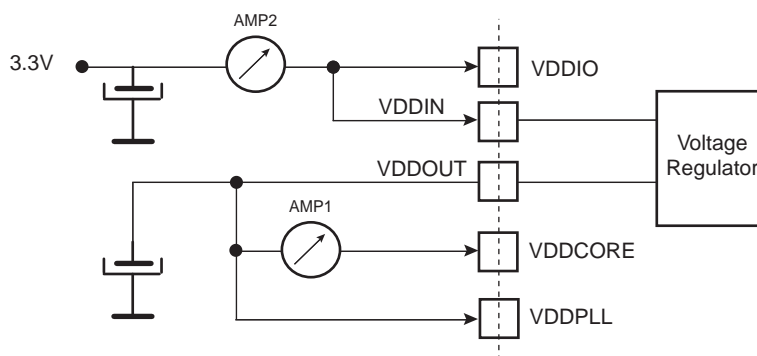 AMP2
3.3V
VDDIO
VDDIN
Voltage
Regulator
VDDOUT
AMP1
VDDCORE
VDDPLL